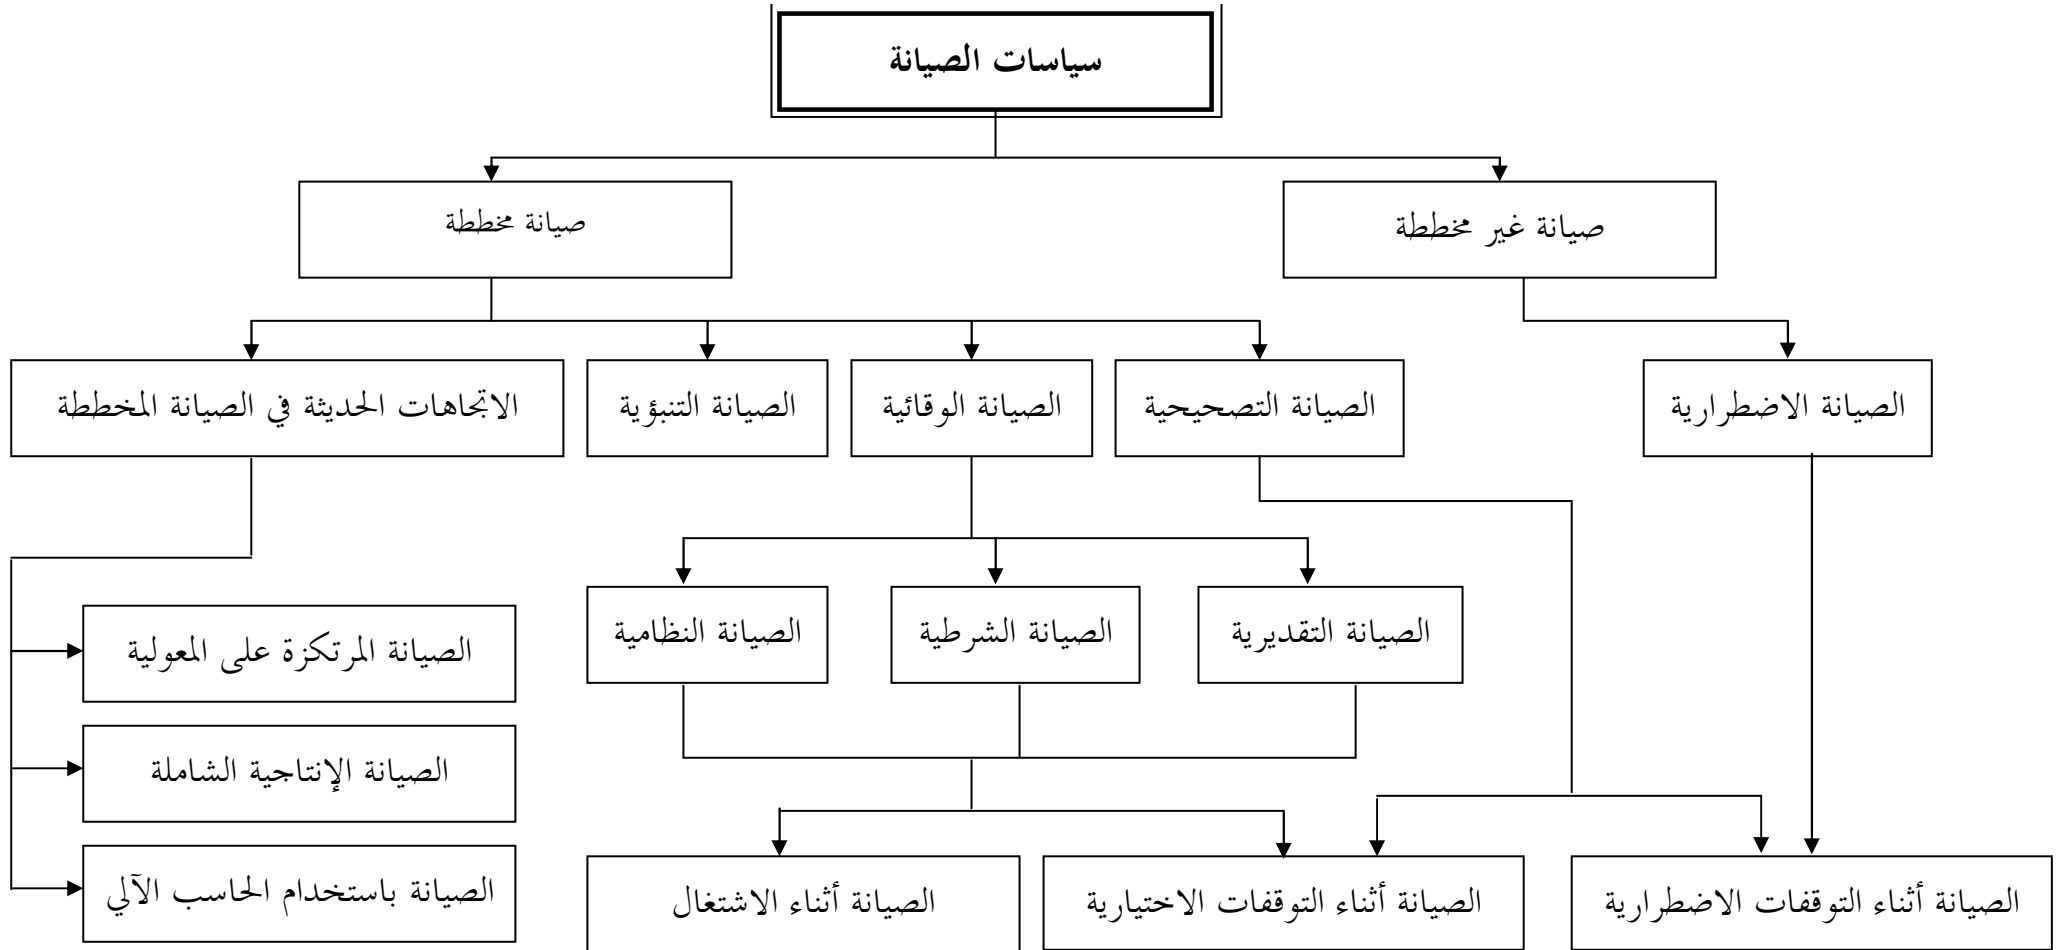 سياسات الصيانة
صيانة غير مخططة
صيانة مخططة
الصيانة الاضطرارية
الصيانة التصحيحية
الصيانة الوقائية
الصيانة التنبؤية
الاتجاهات الحديثة في الصيانة المخططة
الصيانة التقديرية
الصيانة الشرطية
الصيانة النظامية
الصيانة المرتكزة على المعولية
الصيانة الإنتاجية الشاملة
الصيانة باستخدام الحاسب الآلي
الصيانة أثناء التوقفات الاضطرارية
الصيانة أثناء التوقفات الاختيارية
الصيانة أثناء الاشتغال